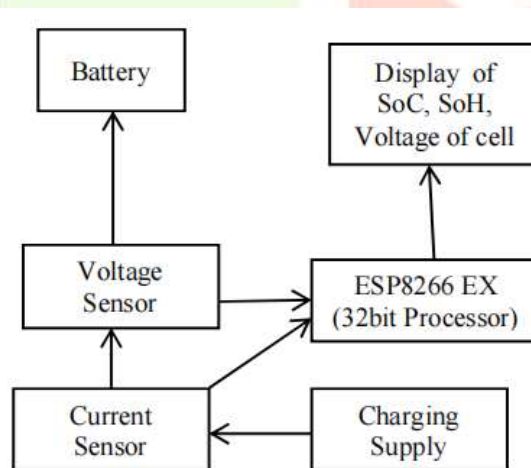 Battery
Display of
SoC, SoH,
Voltage of cell
Voltage
Sensor
ESP8266 EX
(32bit Processor)
Current
Sensor
Charging
Supply